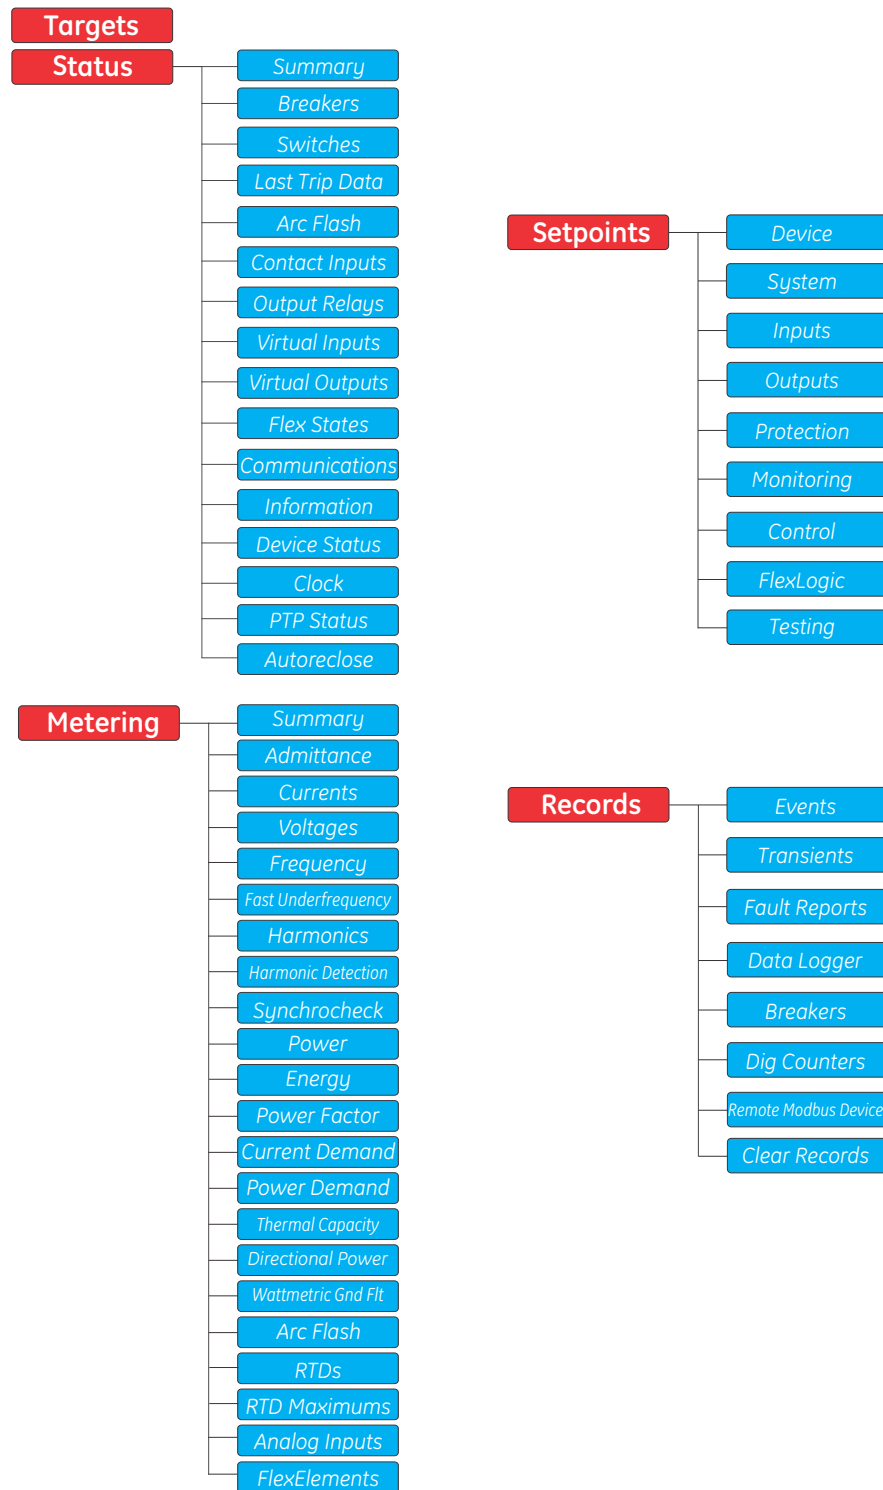 Targets
Status
Summary
Breakers
Switches
Last Trip Data
Arc Flash
Contact Inputs
Output Relays
Virtual Inputs
Virtual Outputs
Flex States
Communications
Information
Device Status
Clock
PTP Status
Autoreclose
Setpoints
Device
System
Inputs
Outputs
Protection
Monitoring
Control
FlexLogic
Testing
Metering
Summary
Admittance
Currents
Voltages
Frequency
Fast Underfrequency
Harmonics
Harmonic Detection
Synchrocheck
Power
Energy
Power Factor
Current Demand
Power Demand
Thermal Capacity
Directional Power
Wattmetric Gnd Flt
Arc Flash
RTDs
RTD Maximums
Analog Inputs
FlexElements
Records
Events
Transients
Fault Reports
Data Logger
Breakers
Dig Counters
Remote Modbus Device
Clear Records